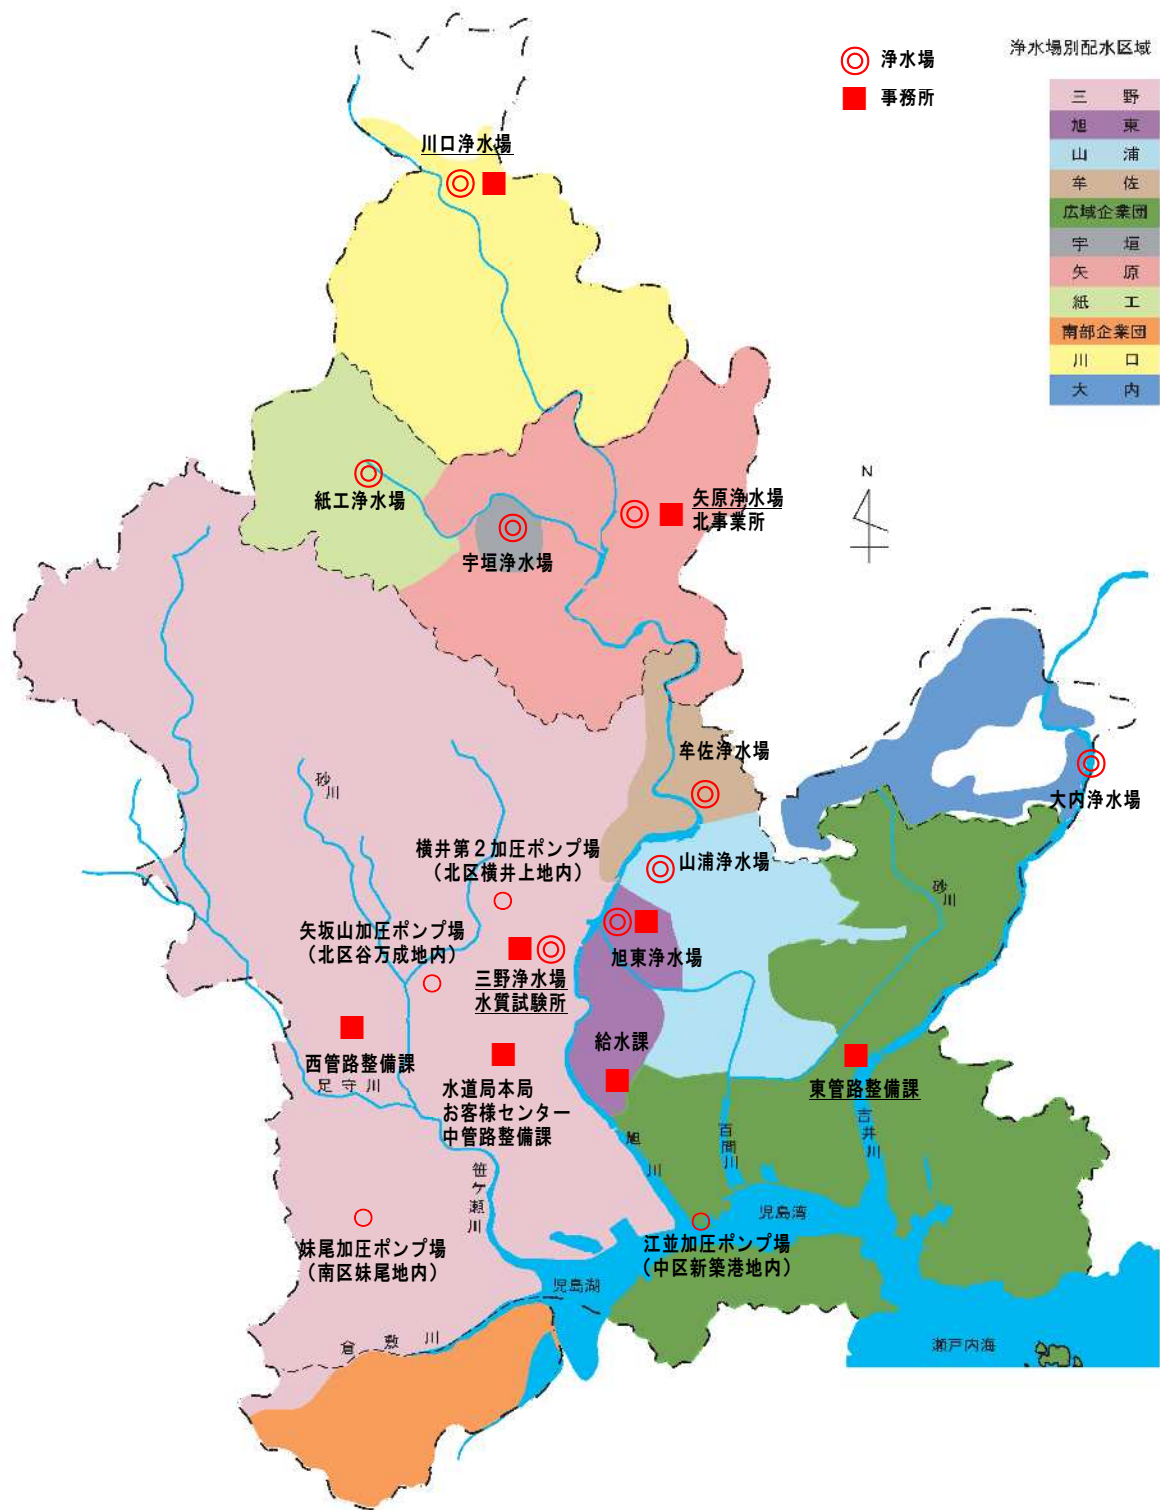 浄水場
事務所
浄水場別配水区域
三野
旭東
山浦
牟佐
広域企業団
宇垣
矢原
紙工
南部企業団
川口
大内
川口浄水場
N
紙工浄水場
宇垣浄水場
矢原浄水場
北事業所
牟佐浄水場
大内浄水場
砂川
横井第2加圧ポンプ場
(北区横井上地内)
山浦浄水場
砂川
矢坂山加圧ポンプ場
(北区谷万成地内)
旭東浄水場
三野浄水場
水質試験所
給水課
西管路整備課
足守川
水道局本局
お客様センター
中管路整備課
東管路整備課
吉井川
百間川
旭川
笹ケ瀬川
児島湾
妹尾加圧ポンプ場
(南区妹尾地内)
江並加圧ポンプ場
(中区新築港地内)
児島湖
倉敷川
瀬戸内海